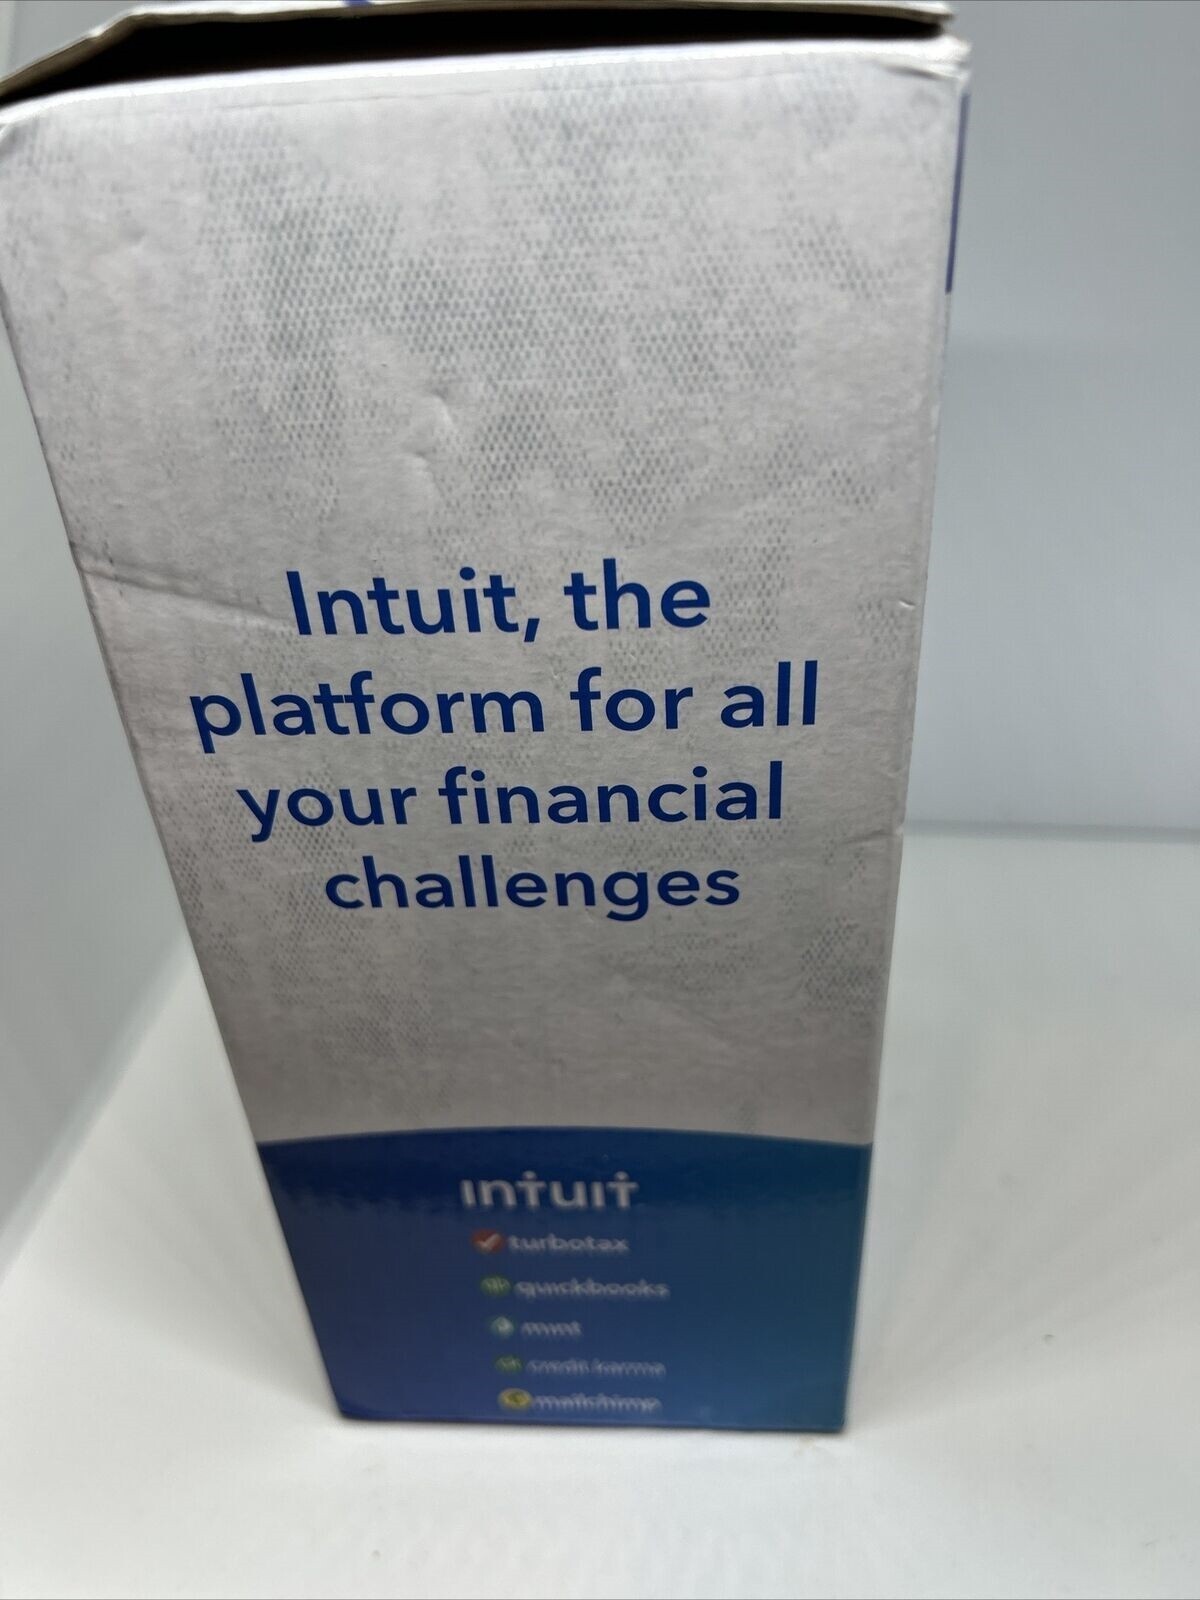 Intuit, the
platform for all
your financial
challenges
intuit
turbotax
quickbooks
mint
credit karma
mailchimp